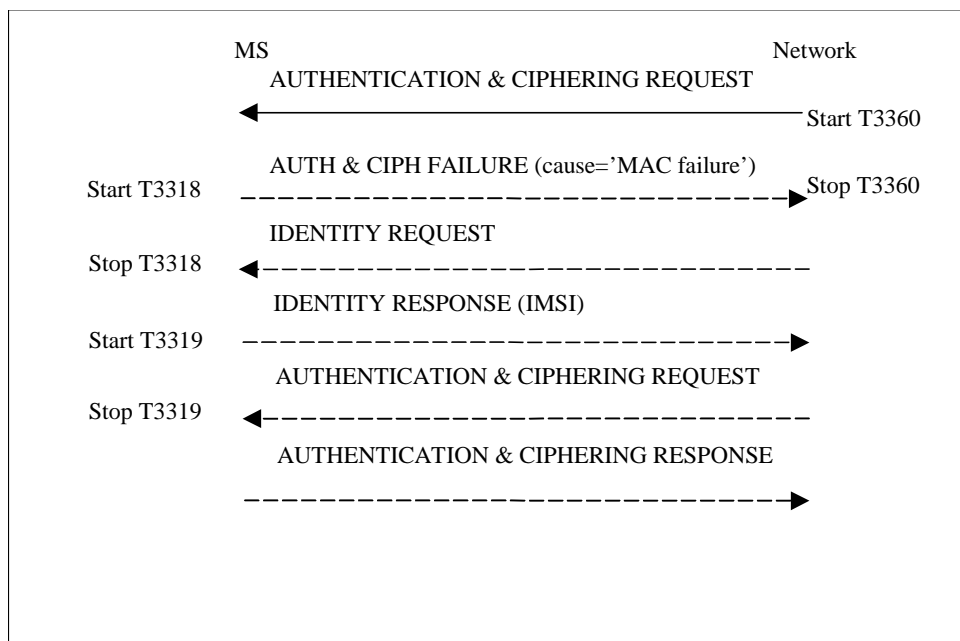 MS Network
AUTHENTICATION & CIPHERING REQUEST
Start T3360
AUTH & CIPH FAILURE (cause=’MAC failure’)
Start T3318 Stop T3360
IDENTITY REQUEST
Stop T3318
IDENTITY RESPONSE (IMSI)
Start T3319
AUTHENTICATION & CIPHERING REQUEST
Stop T3319
AUTHENTICATION & CIPHERING RESPONSE